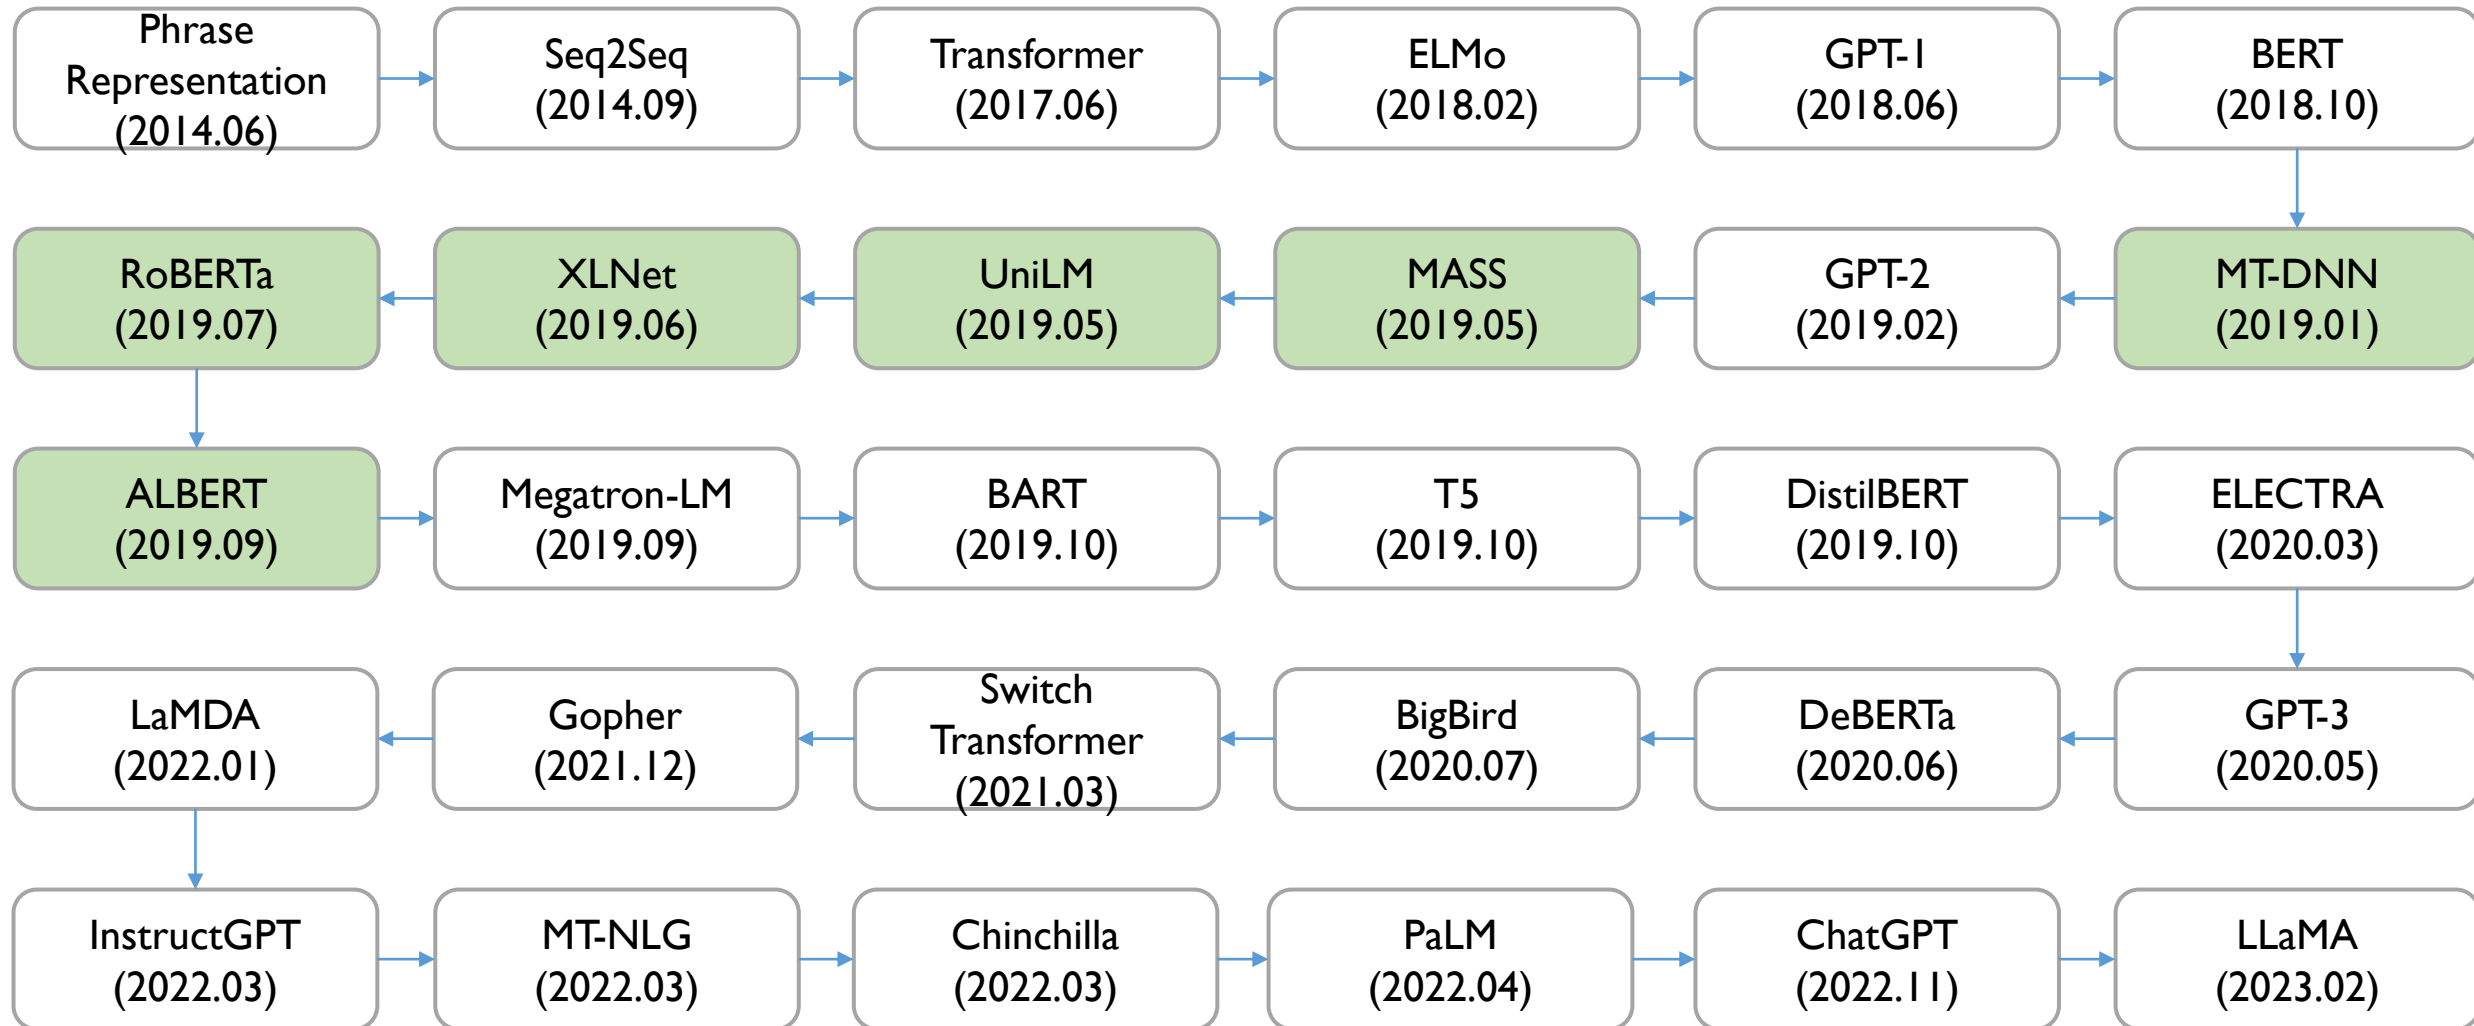 Phrase
Representation
(2014.06)
Seq2Seq
(2014.09)
Transformer
(2017.06)
ELMo
(2018.02)
GPT-1
(2018.06)
BERT
(2018.10)
MT-DNN
(2019.01)
GPT-2
(2019.02)
MASS
(2019.05)
UniLM
(2019.05)
XLNet
(2019.06)
RoBERTa
(2019.07)
ALBERT
(2019.09)
Megatron-LM
(2019.09)
BART
(2019.10)
T5
(2019.10)
DistilBERT
(2019.10)
ELECTRA
(2020.03)
GPT-3
(2020.05)
DeBERTa
(2020.06)
BigBird
(2020.07)
Switch
Transformer
(2021.03)
Gopher
(2021.12)
LaMDA
(2022.01)
InstructGPT
(2022.03)
MT-NLG
(2022.03)
Chinchilla
(2022.03)
PaLM
(2022.04)
ChatGPT
(2022.11)
LLaMA
(2023.02)